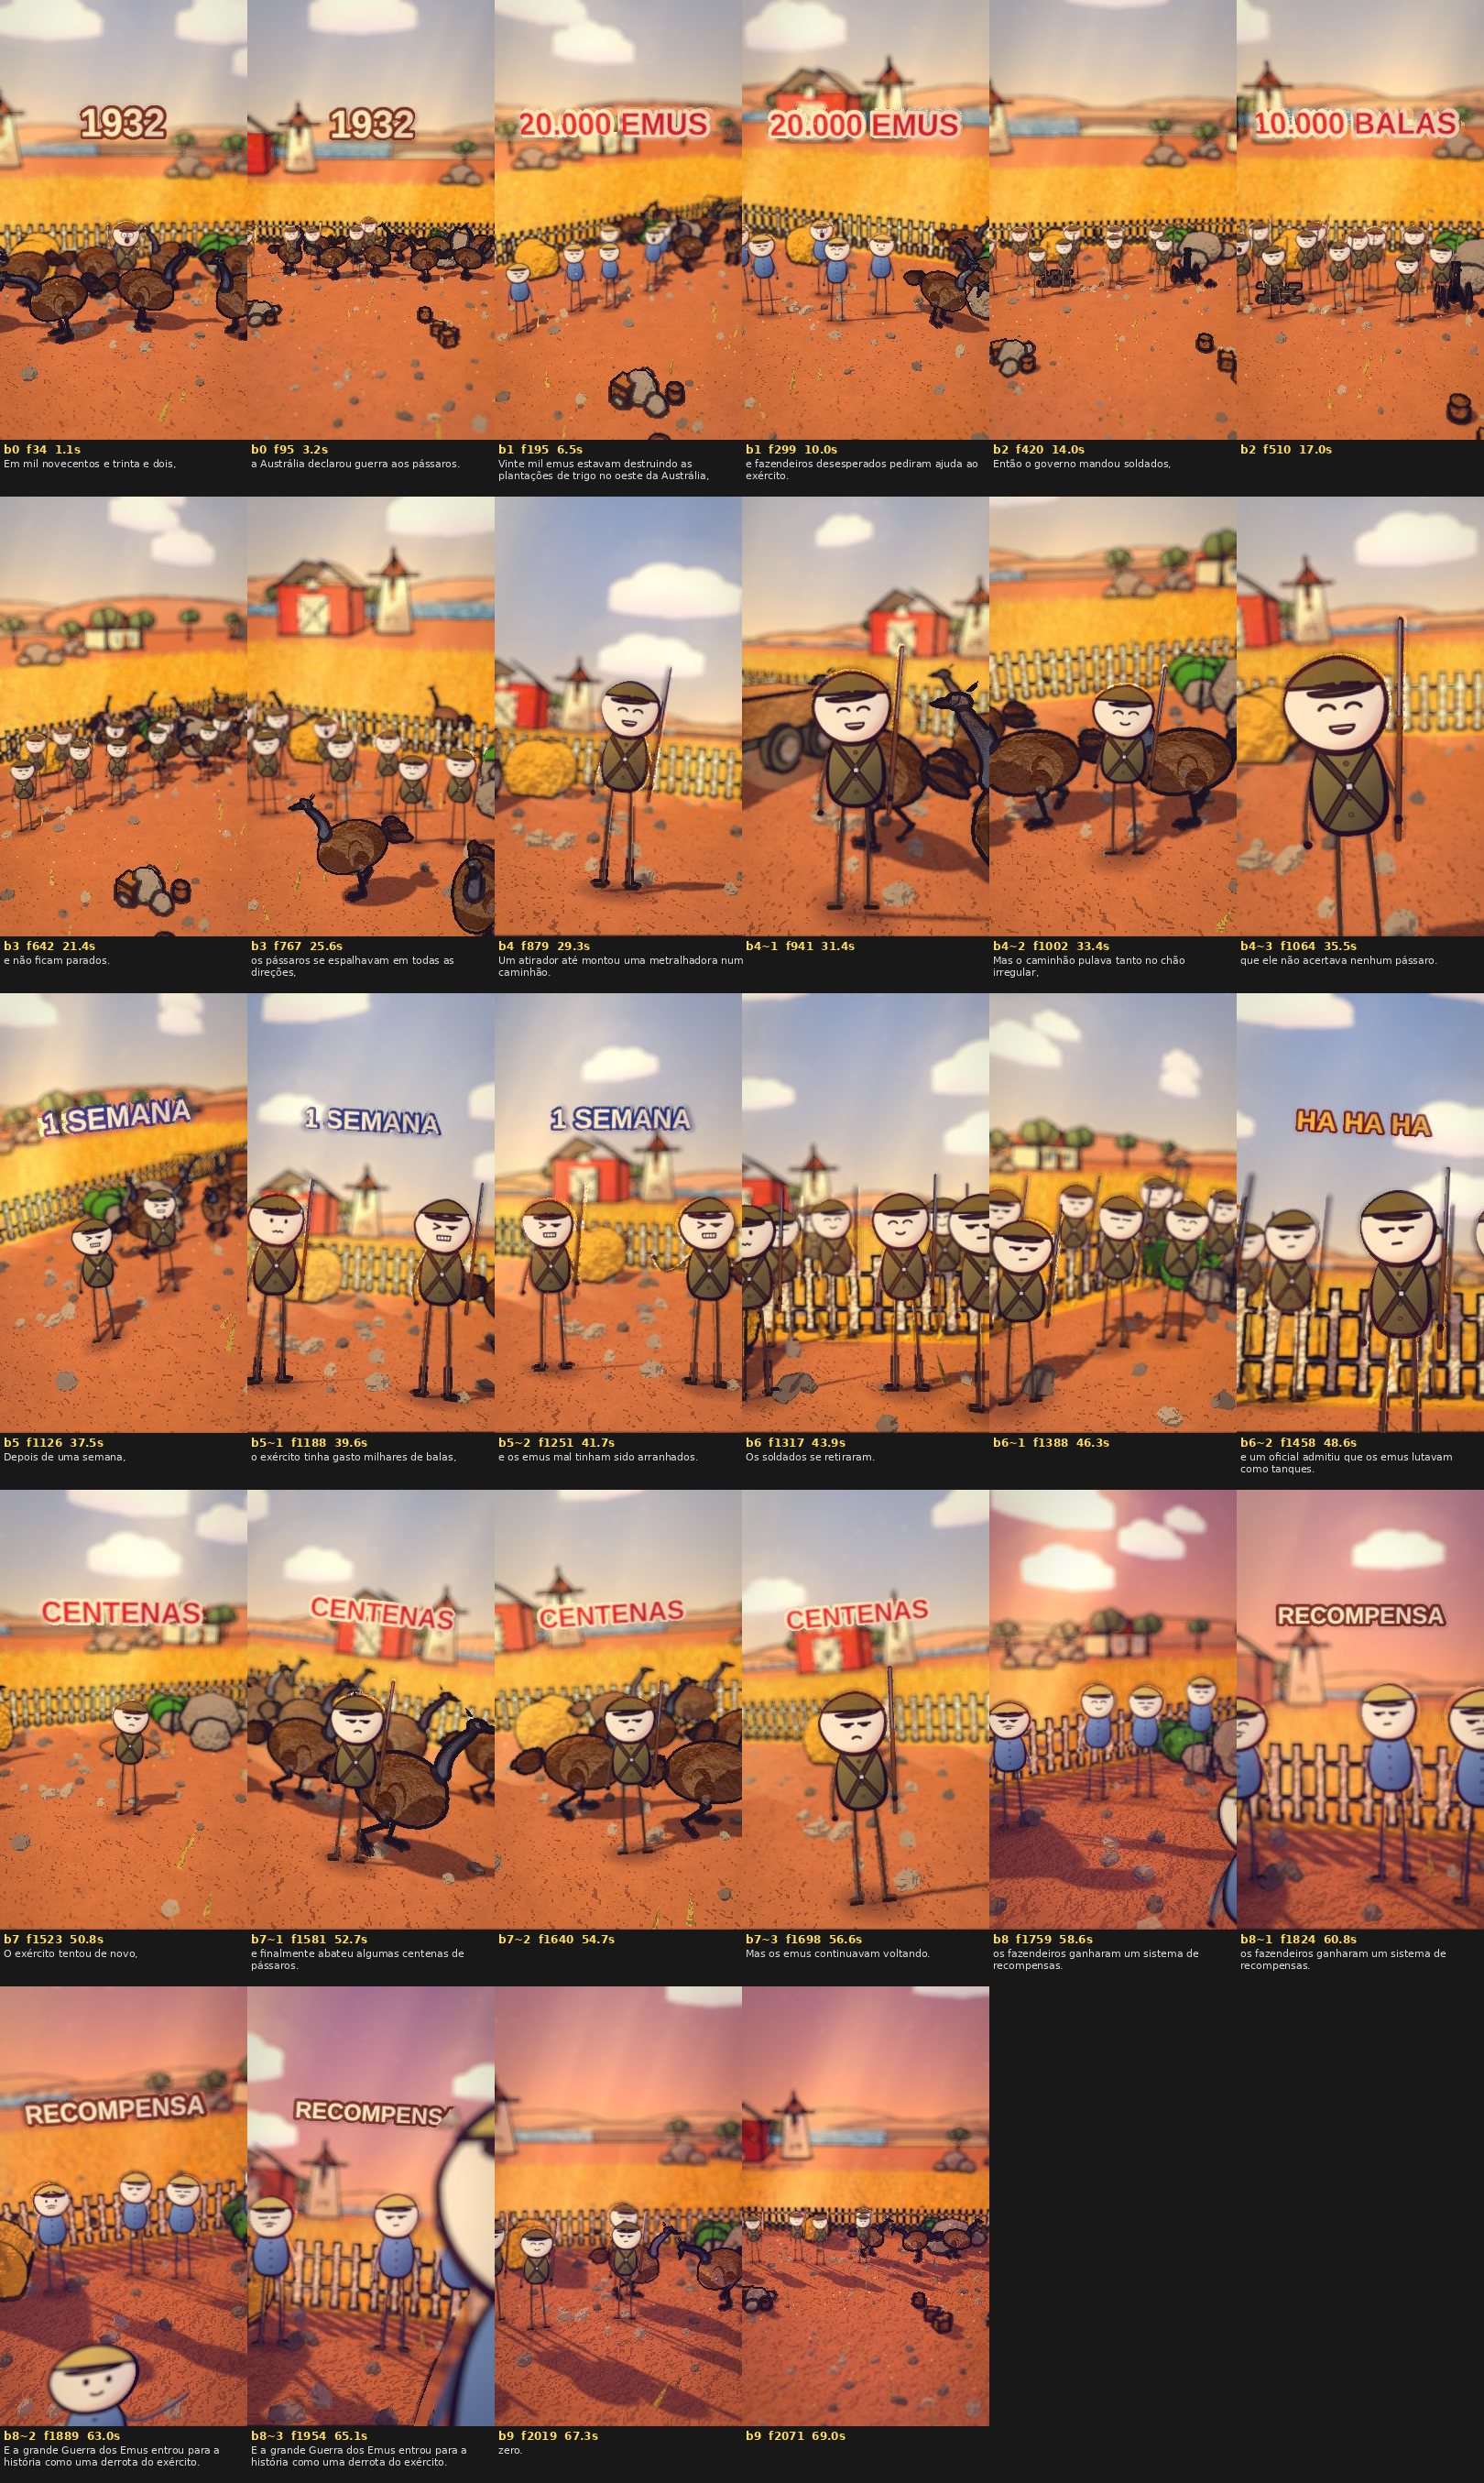 1932
1932
20.000 EMUS
20.000 EMUS
10.000 BALAS
b0 f34 1.1s
Em mil novecentos e trinta e dois,
b0 f95 3.2s
a Austrália declarou guerra aos pássaros.
b1 f195 6.5s
Vinte mil emus estavam destruindo as
plantações de trigo no oeste da Austrália,
b1 f299 10.0s
e fazendeiros desesperados pediram ajuda ao
exército.
b2 f420 14.0s
Então o governo mandou soldados,
b2 f510 17.0s
b3 f642 21.4s
e não ficam parados.
b3 f767 25.6s
os pássaros se espalhavam em todas as
direções,
b4 f879 29.3s
Um atirador até montou uma metralhadora num
caminhão.
b4~1 f941 31.4s
b4~2 f1002 33.4s
Mas o caminhão pulava tanto no chão
irregular,
b4~3 f1064 35.5s
que ele não acertava nenhum pássaro.
1 SEMANA
1 SEMANA
1 SEMANA
HA HA HA
b5 f1126 37.5s
Depois de uma semana,
b5~1 f1188 39.6s
o exército tinha gasto milhares de balas,
b5~2 f1251 41.7s
e os emus mal tinham sido arranhados.
b6 f1317 43.9s
Os soldados se retiraram.
b6~1 f1388 46.3s
b6~2 f1458 48.6s
e um oficial admitiu que os emus lutavam
como tanques.
CENTENAS
CENTENAS
CENTENAS
CENTENAS
RECOMPENSA
b7 f1523 50.8s
O exército tentou de novo,
b7~1 f1581 52.7s
e finalmente abateu algumas centenas de
pássaros.
b7~2 f1640 54.7s
b7~3 f1698 56.6s
Mas os emus continuavam voltando.
b8 f1759 58.6s
os fazendeiros ganharam um sistema de
recompensas.
b8~1 f1824 60.8s
os fazendeiros ganharam um sistema de
recompensas.
RECOMPENSA
RECOMPENSA
b8~2 f1889 63.0s
E a grande Guerra dos Emus entrou para a
história como uma derrota do exército.
b8~3 f1954 65.1s
E a grande Guerra dos Emus entrou para a
história como uma derrota do exército.
b9 f2019 67.3s
zero.
b9 f2071 69.0s